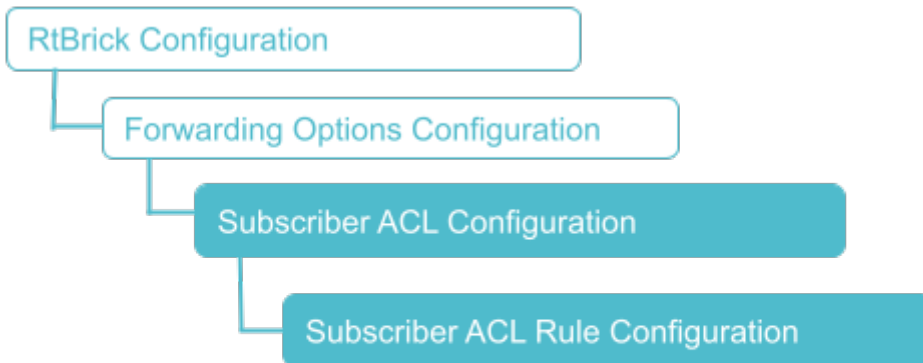 RtBrick Configuration
Forwarding Options Configuration
Subscriber ACL Configuration
Subscriber ACL Rule Configuration